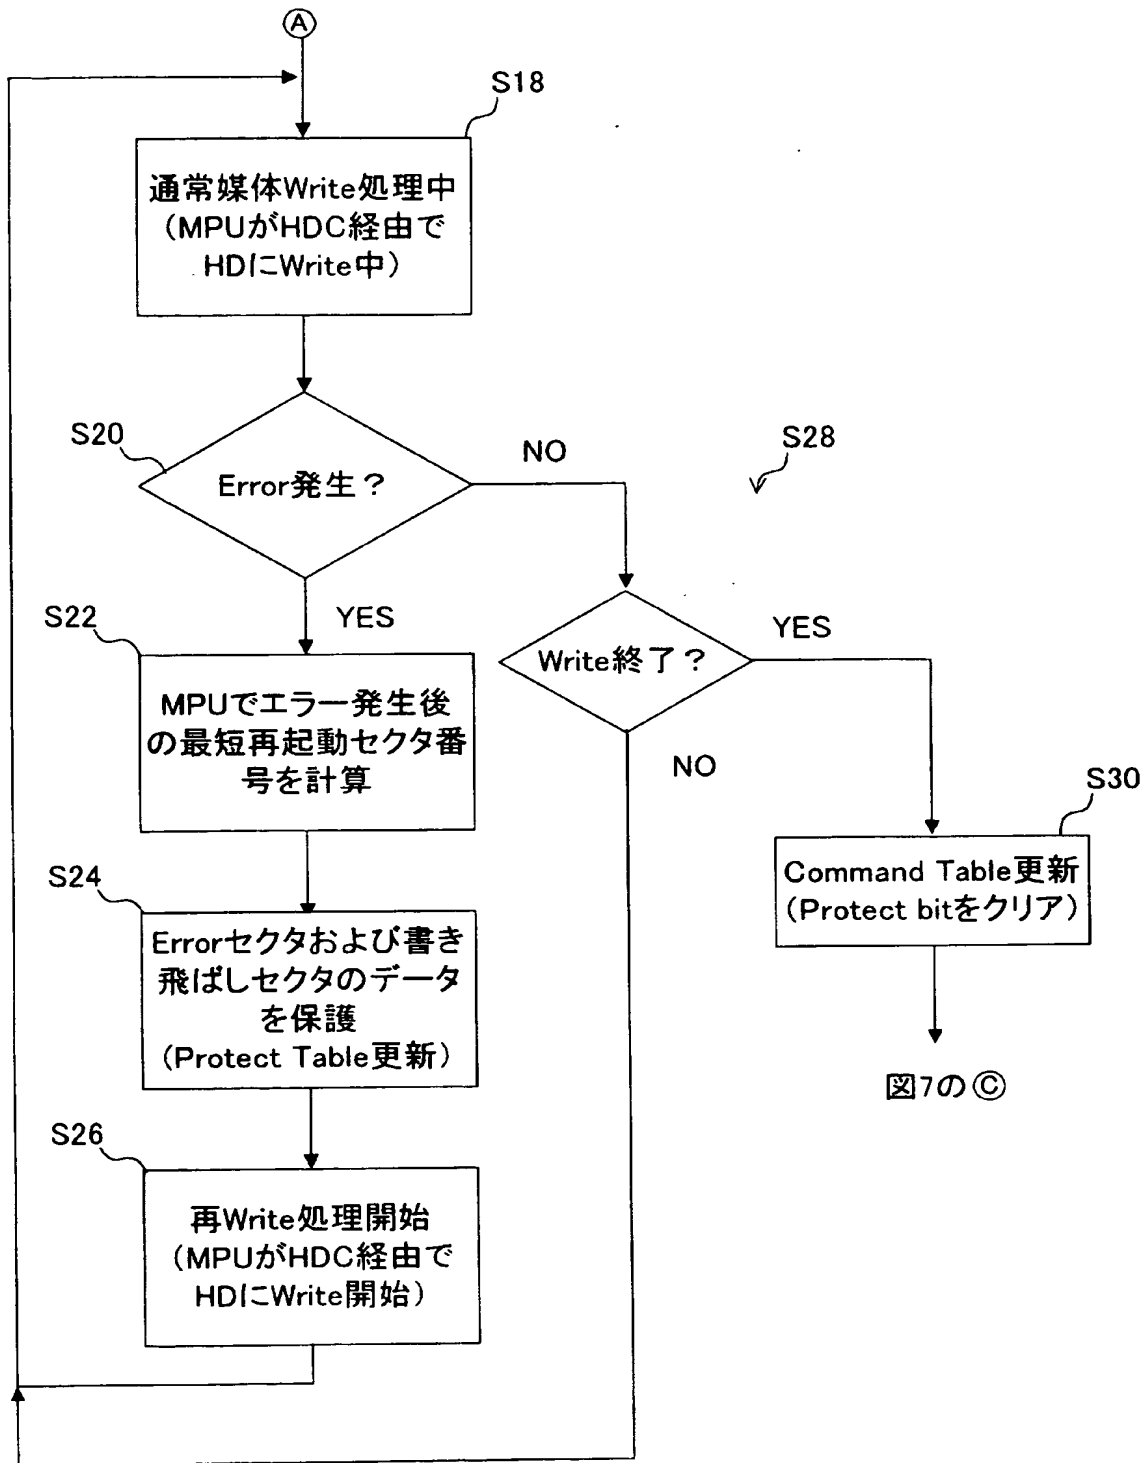 Ⓐ
S18
通常媒体Write処理中
(MPUがHDC経由で
HDにWrite中)
S20
Error発生?
NO
S28
YES
S22
Write終了?
YES
MPUでエラー発生後
の最短再起動セクタ番
号を計算
NO
S30
Command Table更新
(Protect bitをクリア)
S24
Errorセクタおよび書き
飛ばしセクタのデータ
を保護
(Protect Table更新)
図7のⒸ
S26
再Write処理開始
(MPUがHDC経由で
HDにWrite開始)